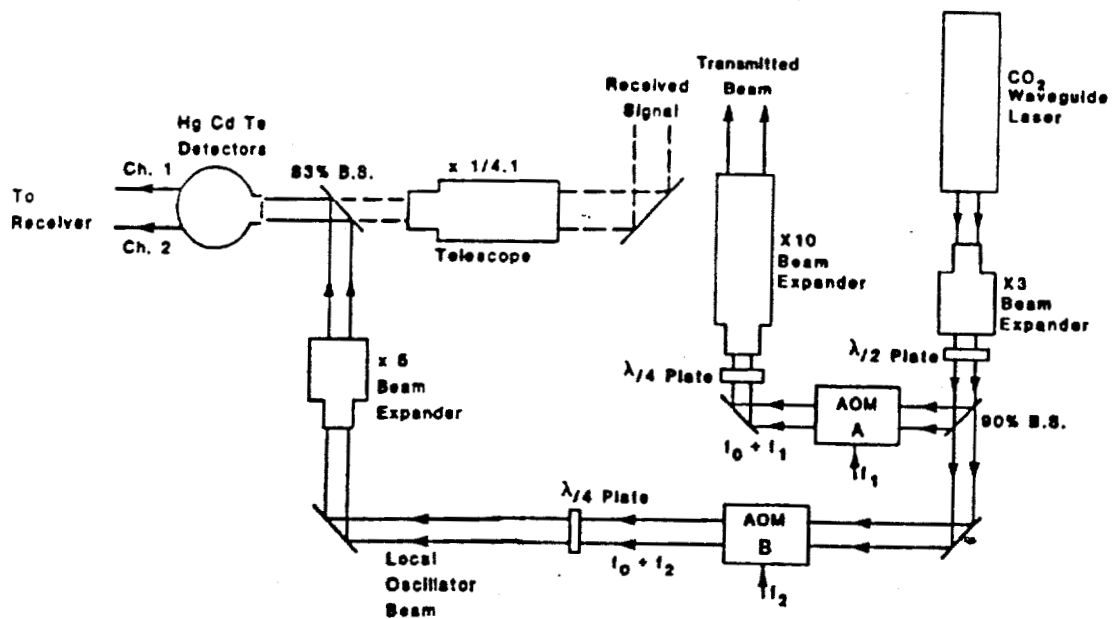 CO2
Waveguide
Laser
Transmitted
Beam
Received
Signal
Hg Cd Te
Detectors
83% B.S.
x 1/4.1
Ch. 1
To
Receiver
Ch. 2
Telescope
X10
Beam
Expander
X3
Beam
Expander
λ/2 Plate
λ/4 Plate
x 5
Beam
Expander
AOM
A
90% B.S.
f0 + f1
f1
λ/4 Plate
AOM
B
f0 + f2
f2
Local
Oscillator
Beam